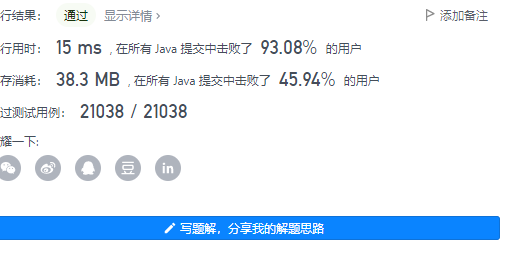 行结果： 通过 显示详情 › 添加备注
行用时： 15 ms , 在所有 Java 提交中击败了 93.08% 的用户
存消耗： 38.3 MB , 在所有 Java 提交中击败了 45.94% 的用户
过测试用例： 21038 / 21038
耀一下:
豆 in
写题解，分享我的解题思路